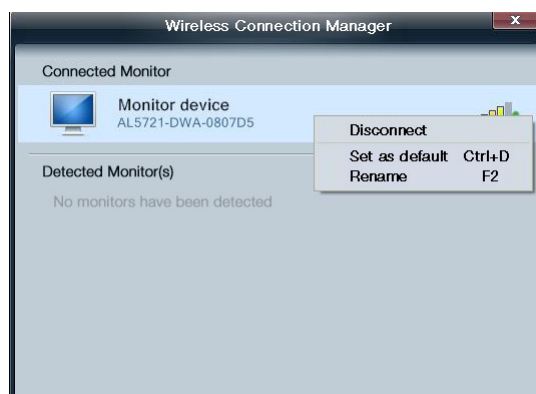 Wireless Connection Manager
x
Connected Monitor
Monitor device
AL5721-DWA-0807D5
Disconnect
Set as default Ctrl+D
Rename F2
Detected Monitor(s)
No monitors have been detected